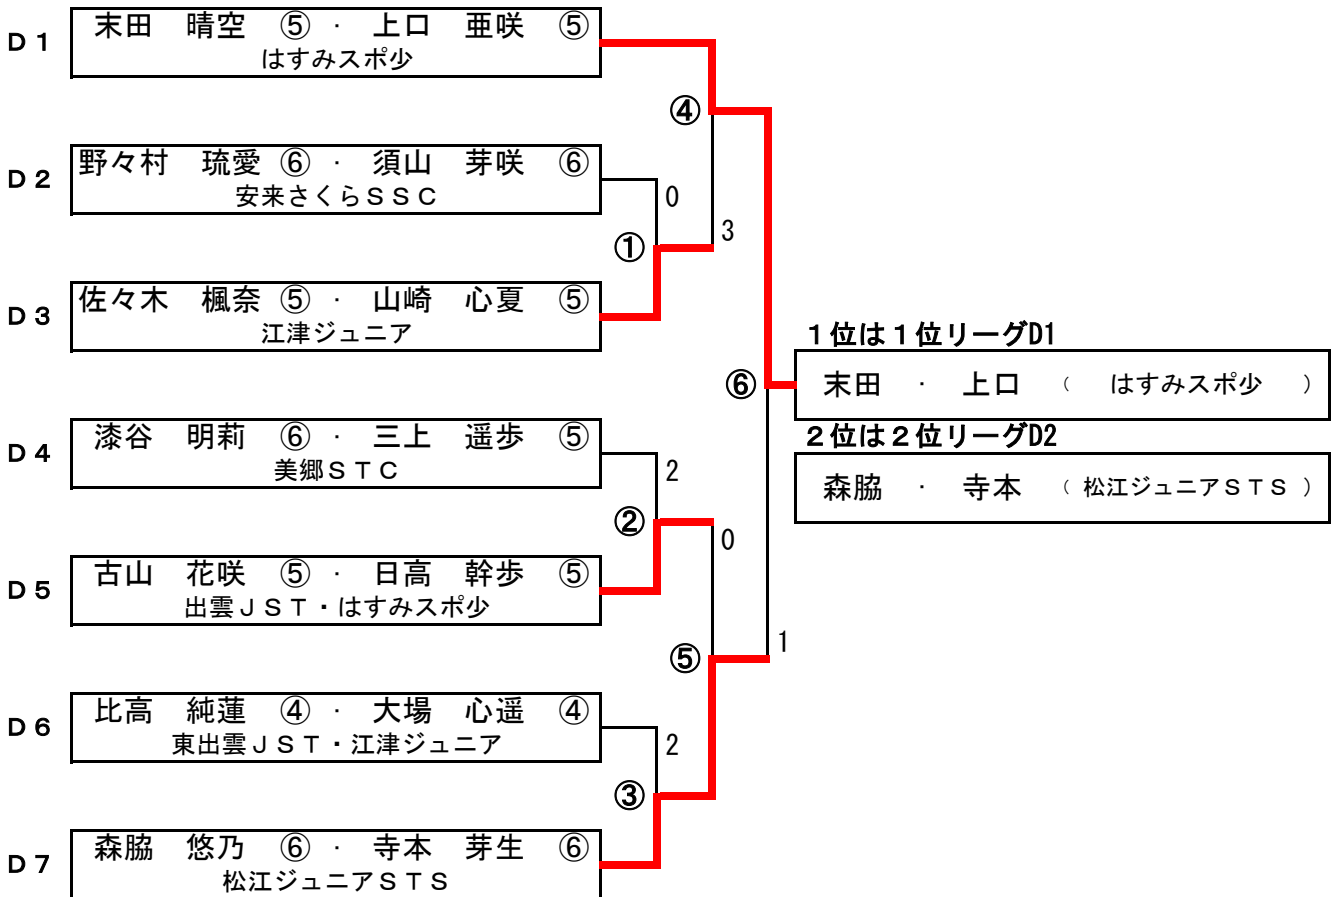 D1
末田 晴空 ⑤ ・ 上口 亜咲 ⑤
はすみスポ少
④
D2
野々村 琉愛 ⑥ ・ 須山 芽咲 ⑥
安来さくらSSC
0
3
①
D3
佐々木 楓奈 ⑤ ・ 山崎 心夏 ⑤
江津ジュニア
1位は1位リーグD1
⑥
末田 ・ 上口 ( はすみスポ少 )
2位は2位リーグD2
森脇 ・ 寺本 ( 松江ジュニアSTS )
D4
漆谷 明莉 ⑥ ・ 三上 遥歩 ⑤
美郷STC
2
②
0
D5
古山 花咲 ⑤ ・ 日高 幹歩 ⑤
出雲JST・はすみスポ少
1
⑤
D6
比高 純蓮 ④ ・ 大場 心遥 ④
東出雲JST・江津ジュニア
2
③
D7
森脇 悠乃 ⑥ ・ 寺本 芽生 ⑥
松江ジュニアSTS